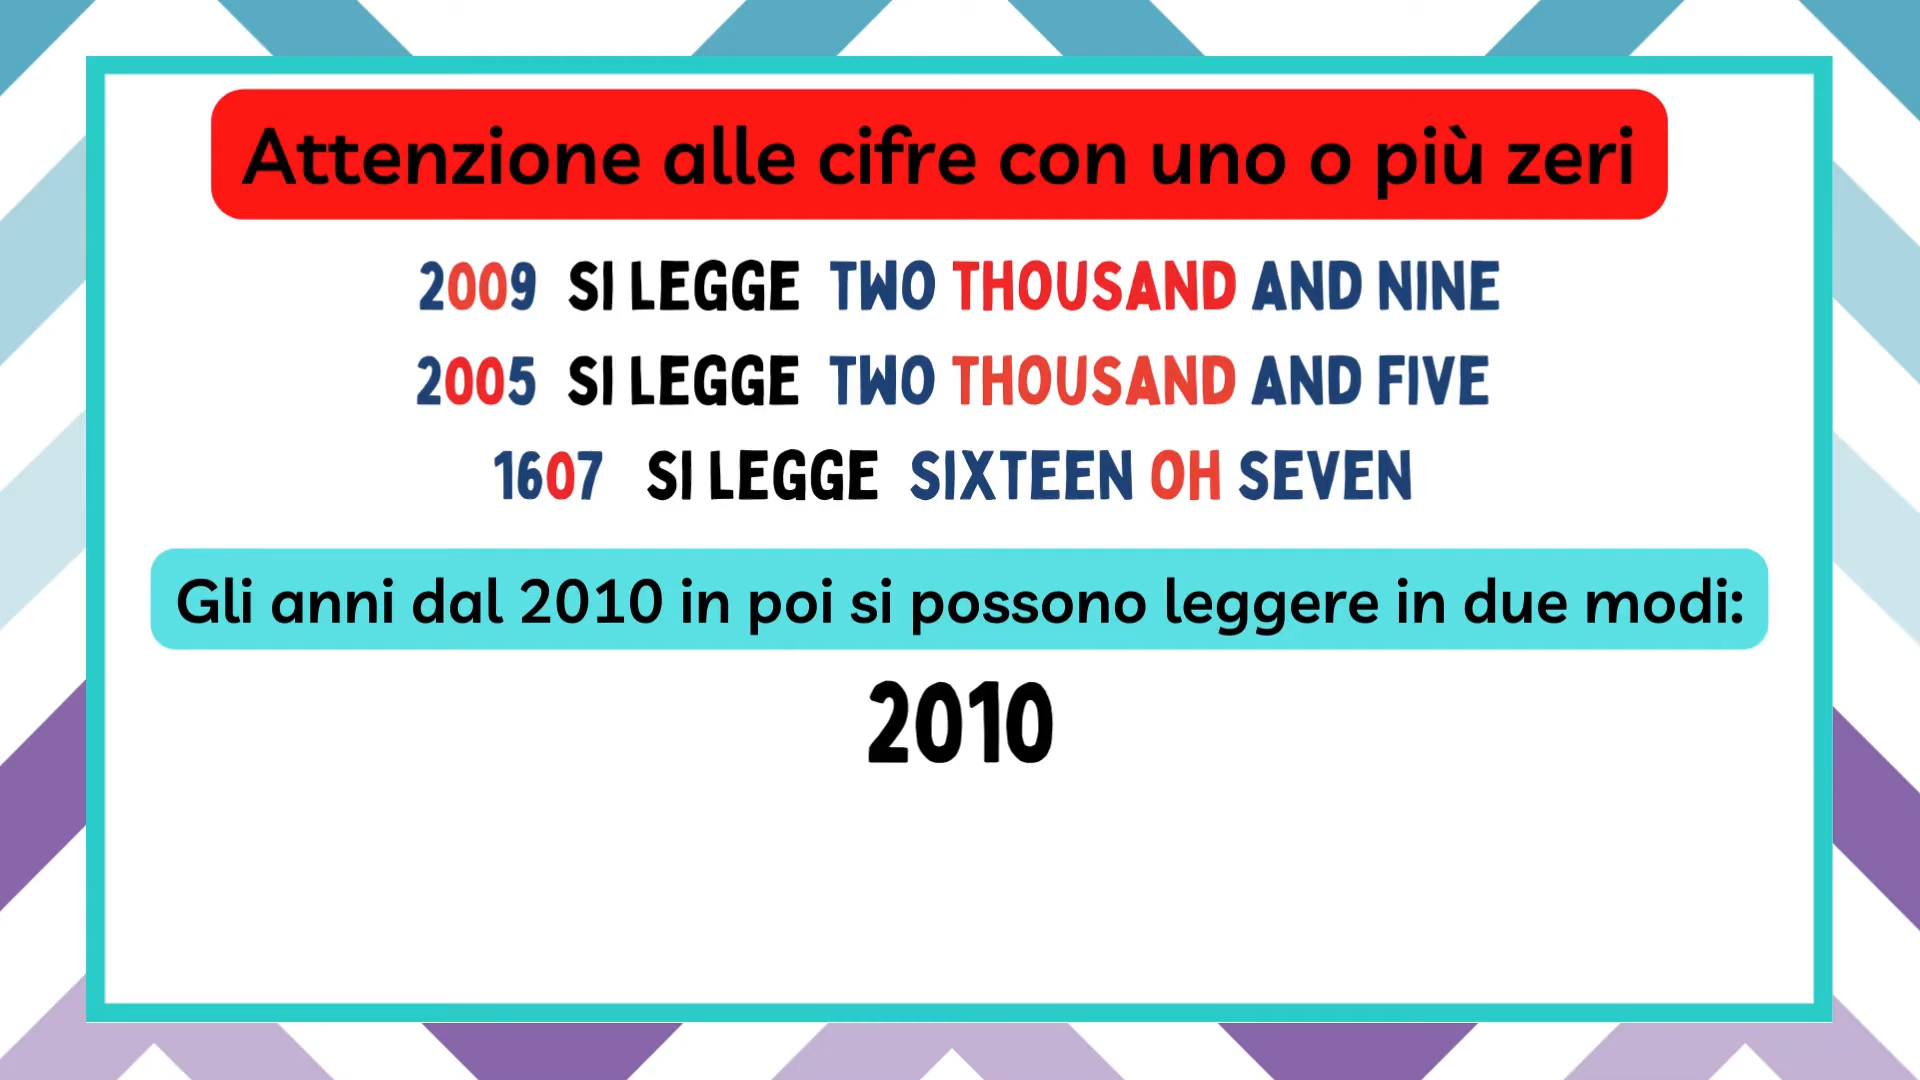 Attenzione alle cifre con uno o più zeri
2009 SI LEGGE TWO THOUSAND AND NINE
2005 SI LEGGE TWO THOUSAND AND FIVE
1607 SI LEGGE SIXTEEN OH SEVEN
Gli anni dal 2010 in poi si possono leggere in due modi:
2010